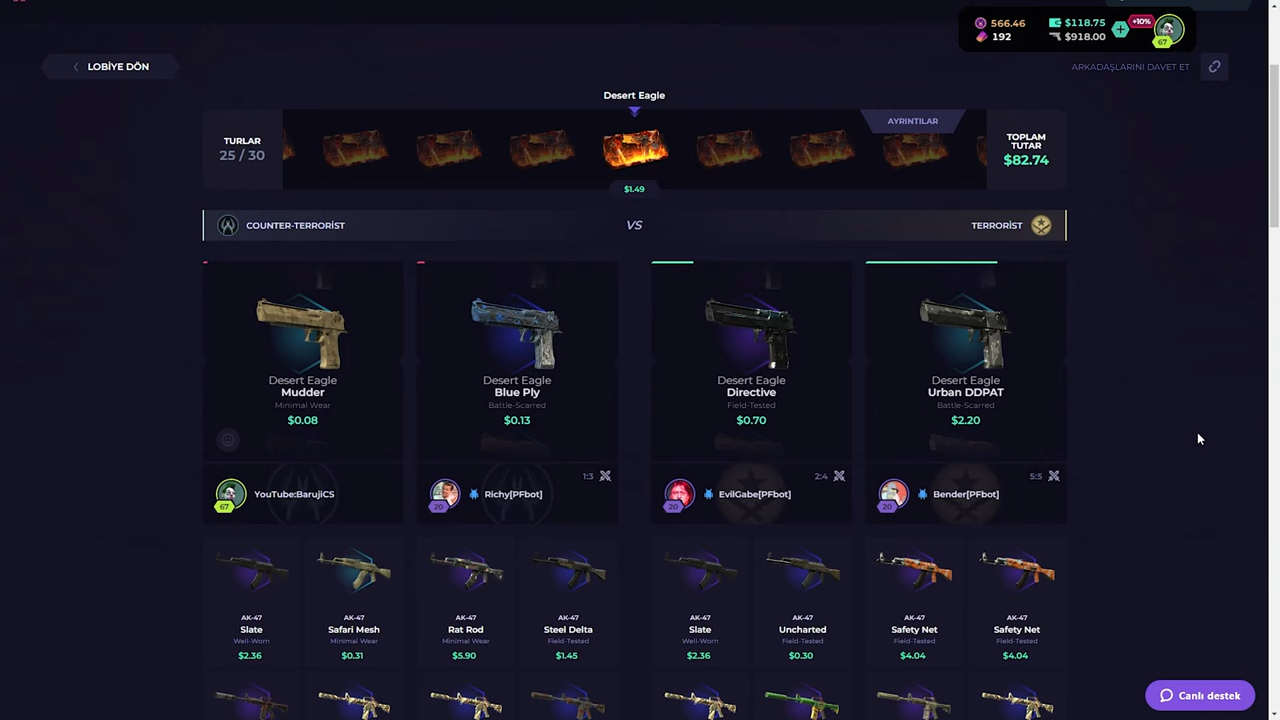 566.46
$118.75
+10%
192
$918.00
67
LOBİYE DÖN
ARKADAŞLARINI DAVET ET
Desert Eagle
TURLAR
25 / 30
AYRINTILAR
TOPLAM
TUTAR
$82.74
$1.49
COUNTER-TERRORİST
VS
TERRORİST
Desert Eagle
Mudder
Minimal Wear
$0.08
Desert Eagle
Blue Ply
Battle-Scarred
$0.13
Desert Eagle
Directive
Field-Tested
$0.70
Desert Eagle
Urban DDPAT
Battle-Scarred
$2.20
67
YouTube:BarujiCS
20
Richy[PFbot]
1:3
20
EvilGabe[PFbot]
2:4
20
Bender[PFbot]
5:5
AK-47
Slate
Well-Worn
$2.36
AK-47
Safari Mesh
Minimal Wear
$0.31
AK-47
Rat Rod
Minimal Wear
$5.90
AK-47
Steel Delta
Field-Tested
$1.45
AK-47
Slate
Well-Worn
$2.36
AK-47
Uncharted
Field-Tested
$0.30
AK-47
Safety Net
Field-Tested
$4.04
AK-47
Safety Net
Field-Tested
$4.04
Canlı destek